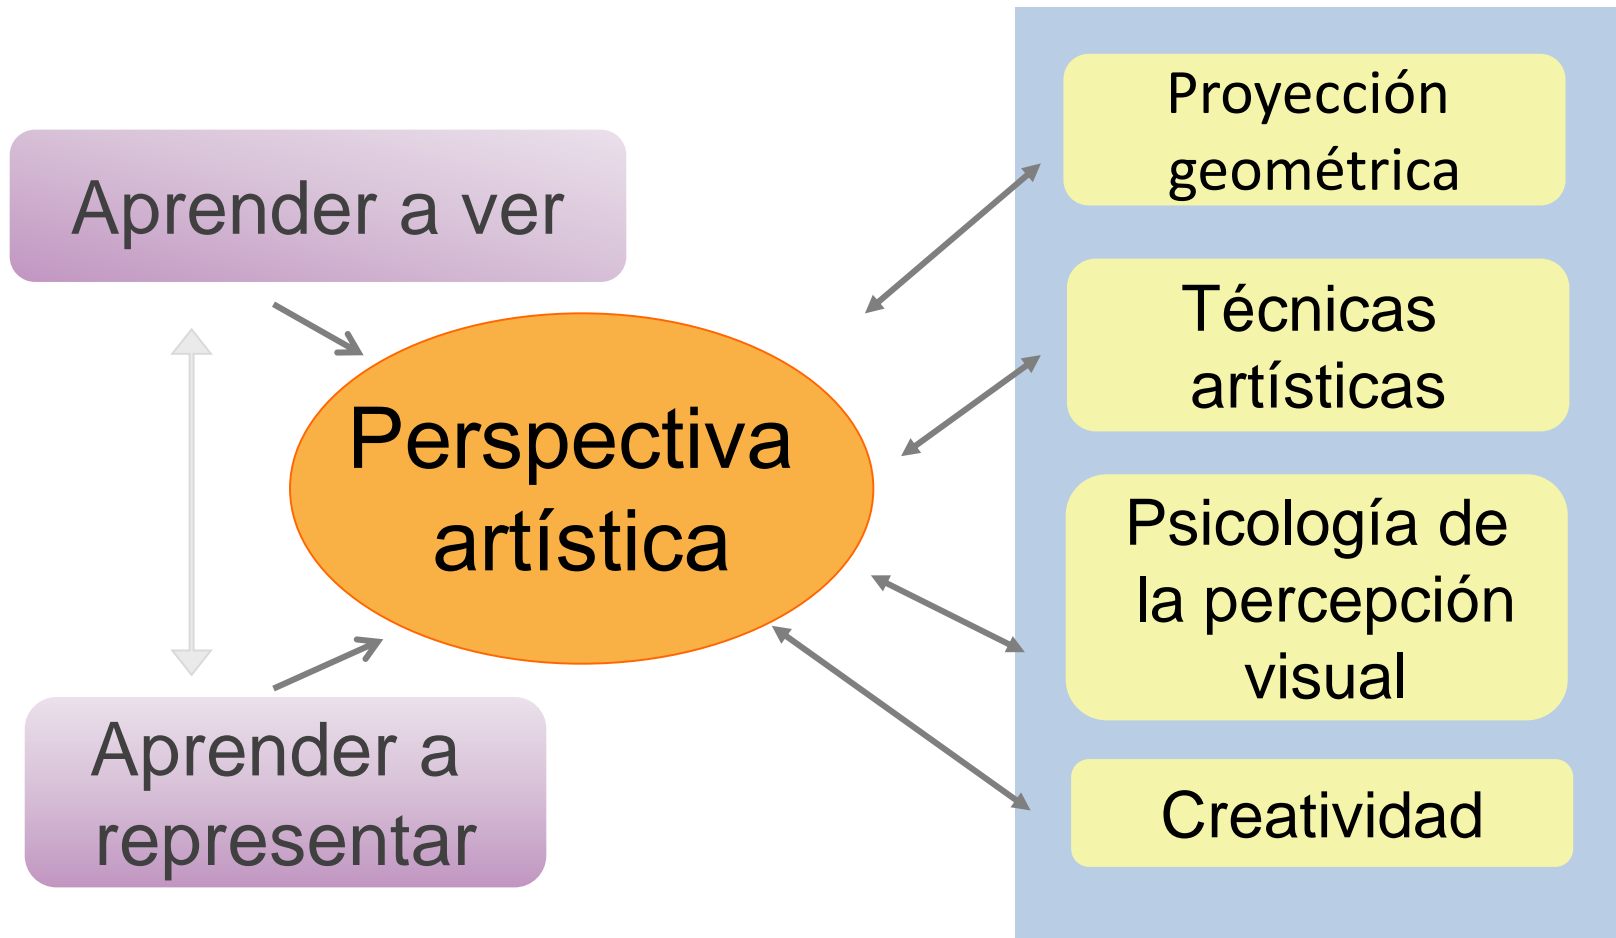 Aprender a ver
Perspectiva
artística
Aprender a
representar
Proyección
geométrica
Técnicas
artísticas
Psicología de
la percepción
visual
Creatividad